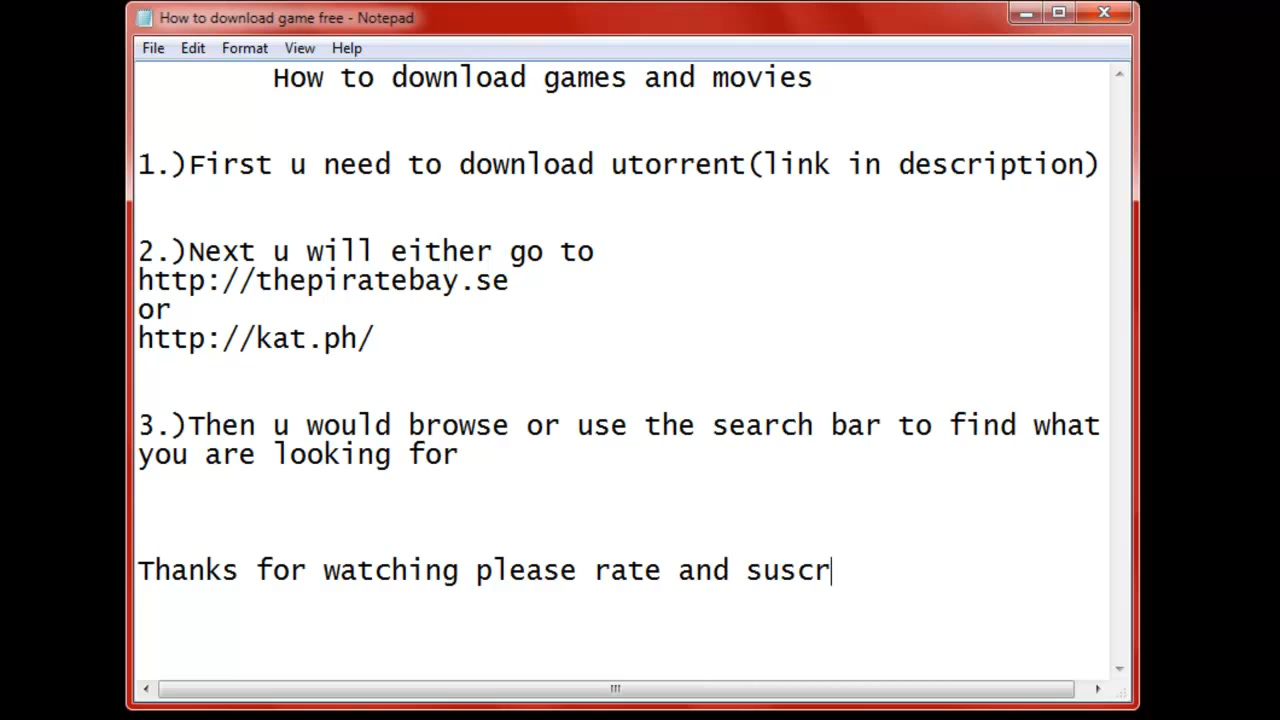 How to download game free - Notepad
File Edit Format View Help
How to download games and movies
1.)First u need to download utorrent(link in description)
2.)Next u will either go to
http://thepiratebay.se
or
http://kat.ph/
3.)Then u would browse or use the search bar to find what
you are looking for
Thanks for watching please rate and suscr